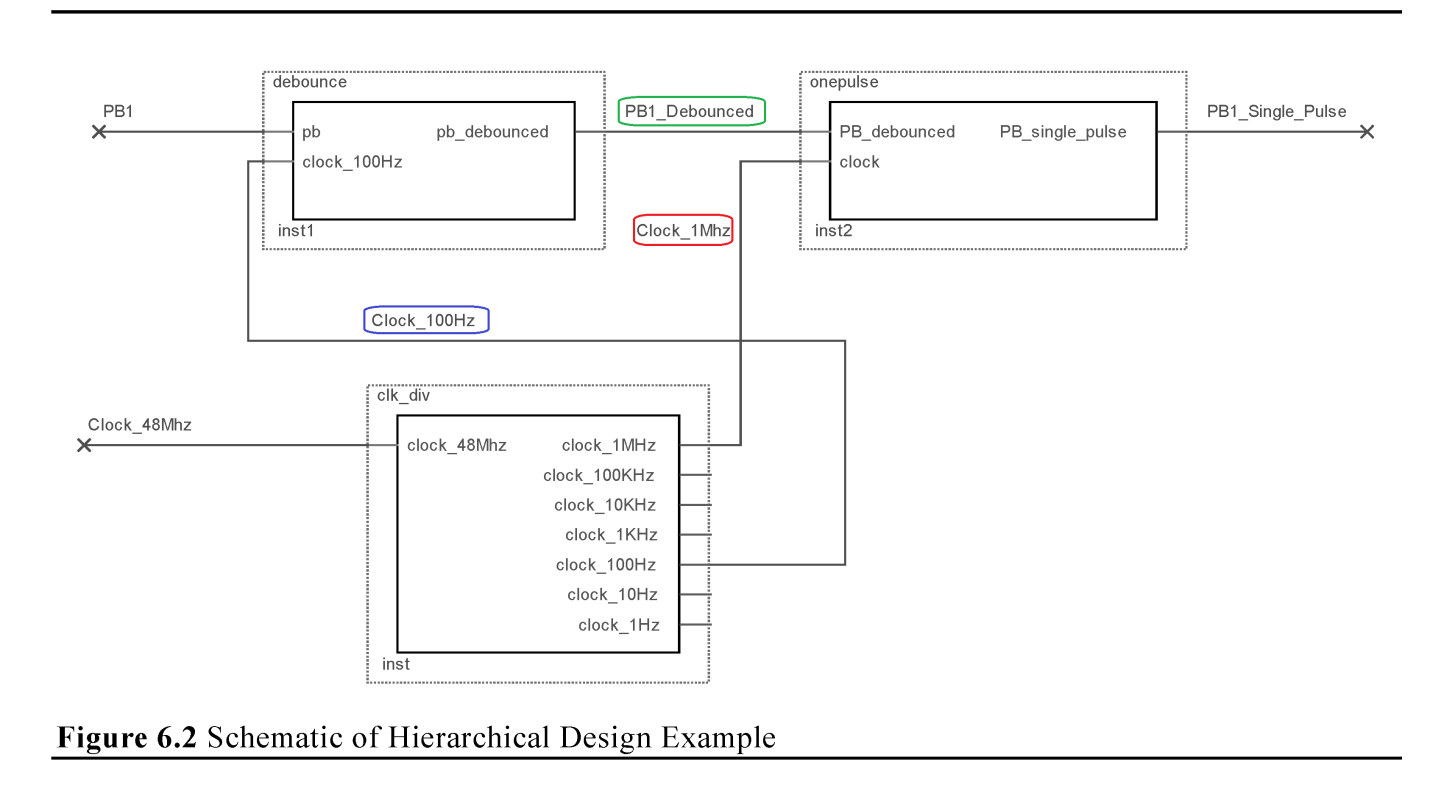 debounce
onepulse
PB1
PB1_Debounced
PB1_Single_Pulse
pb
pb_debounced
PB_debounced
PB_single_pulse
clock_100Hz
clock
inst1
Clock_1Mhz
inst2
Clock_100Hz
clk_div
Clock_48Mhz
clock_48Mhz
clock_1MHz
clock_100KHz
clock_10KHz
clock_1KHz
clock_100Hz
clock_10Hz
clock_1Hz
inst
Figure 6.2 Schematic of Hierarchical Design Example